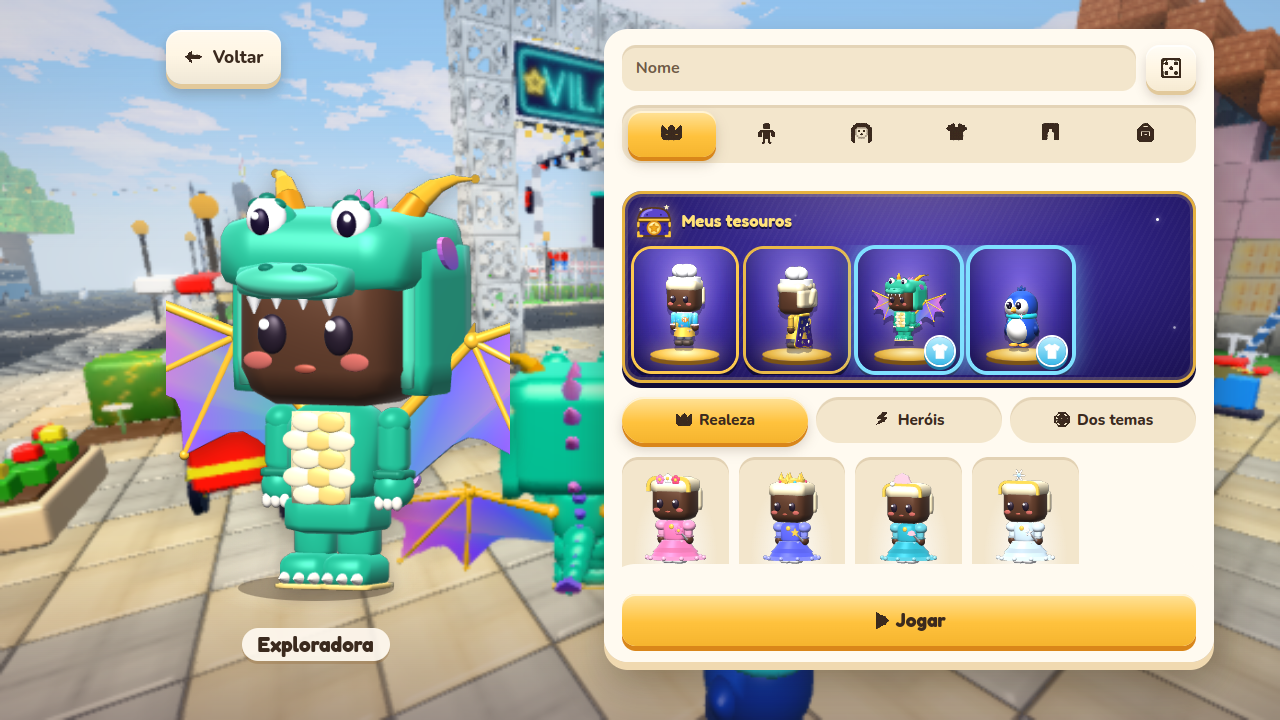 Voltar
Nome
Meus tesouros
Realeza
Heróis
Dos temas
Jogar
Exploradora